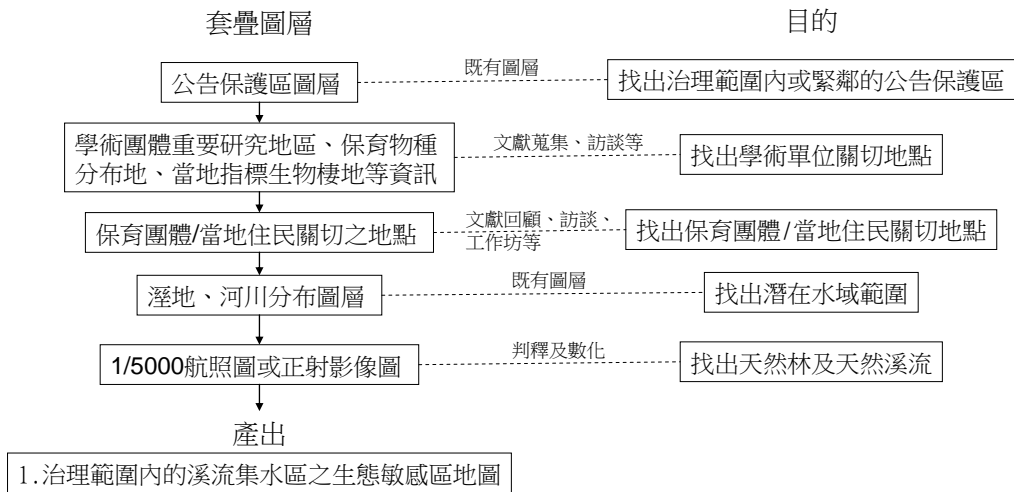 套疊圖層
目的
公告保護區圖層
既有圖層
找出治理範圍內或緊鄰的公告保護區
學術團體重要研究地區、保育物種
分布地、當地指標生物棲地等資訊
文獻蒐集、訪談等
找出學術單位關切地點
保育團體/當地住民關切之地點
文獻回顧、訪談、
工作坊等
找出保育團體/當地住民關切地點
溼地、河川分布圖層
既有圖層
找出潛在水域範圍
1/5000航照圖或正射影像圖
判釋及數化
找出天然林及天然溪流
產出
1.治理範圍內的溪流集水區之生態敏感區地圖